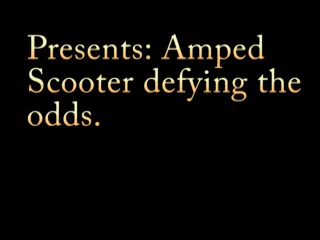 Presents: Amped
Scooter defying the
odds.